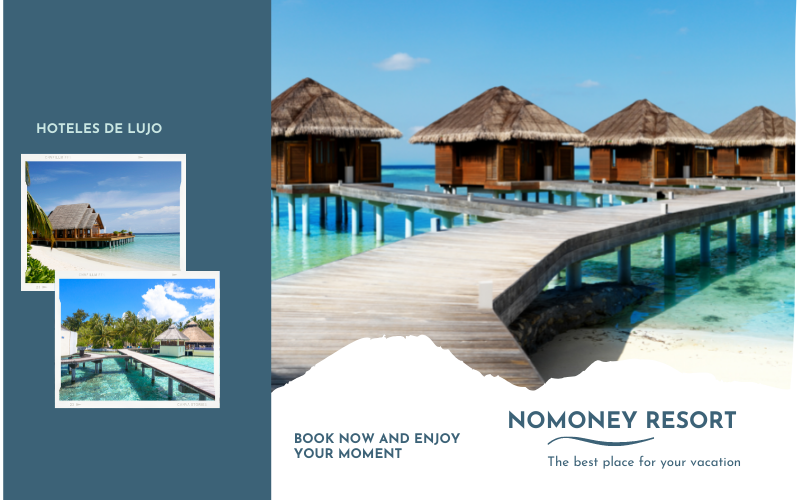 HOTELES DE LUJO
BOOK NOW AND ENJOY
YOUR MOMENT
NOMONEY RESORT
The best place for your vacation